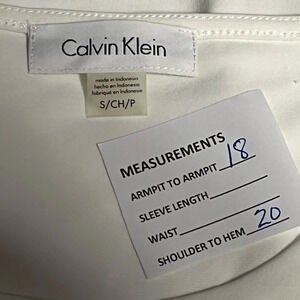 Calvin Klein
made in Indonesia
hecho en Indonesia
fabriqué en Indonésie
S/CH/P
MEASUREMENTS
ARMPIT TO ARMPIT 18
SLEEVE LENGTH
WAIST
SHOULDER TO HEM 20